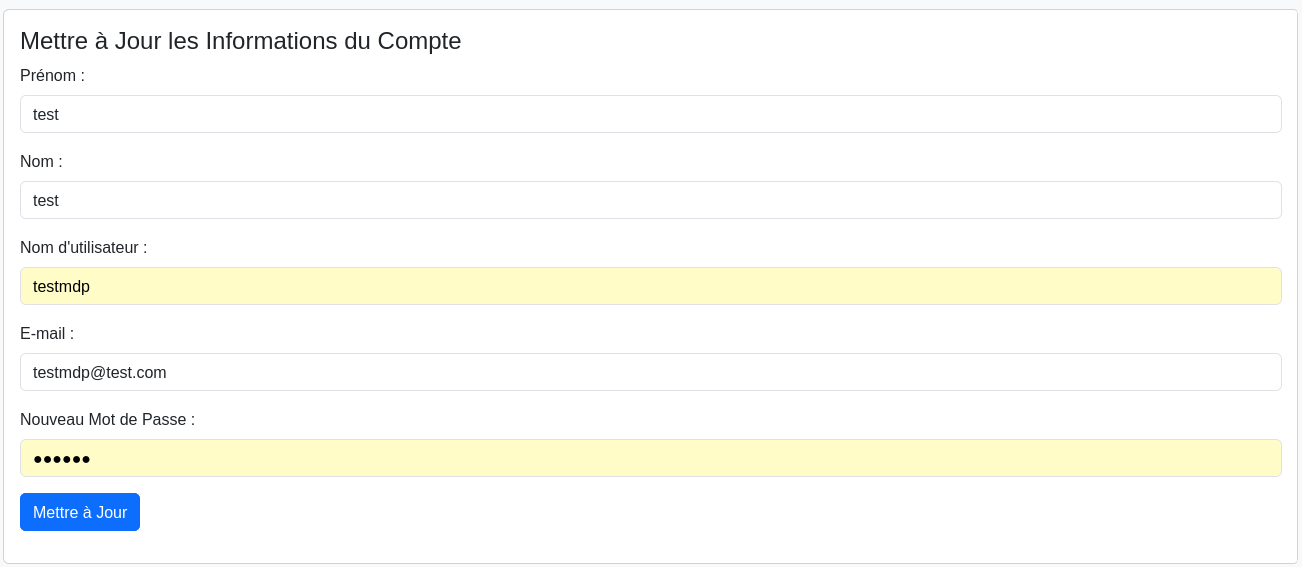 Mettre à Jour les Informations du Compte
Prénom :
test
Nom :
test
Nom d'utilisateur :
testmdp
E-mail :
testmdp@test.com
Nouveau Mot de Passe :
●●●●●●
Mettre à Jour